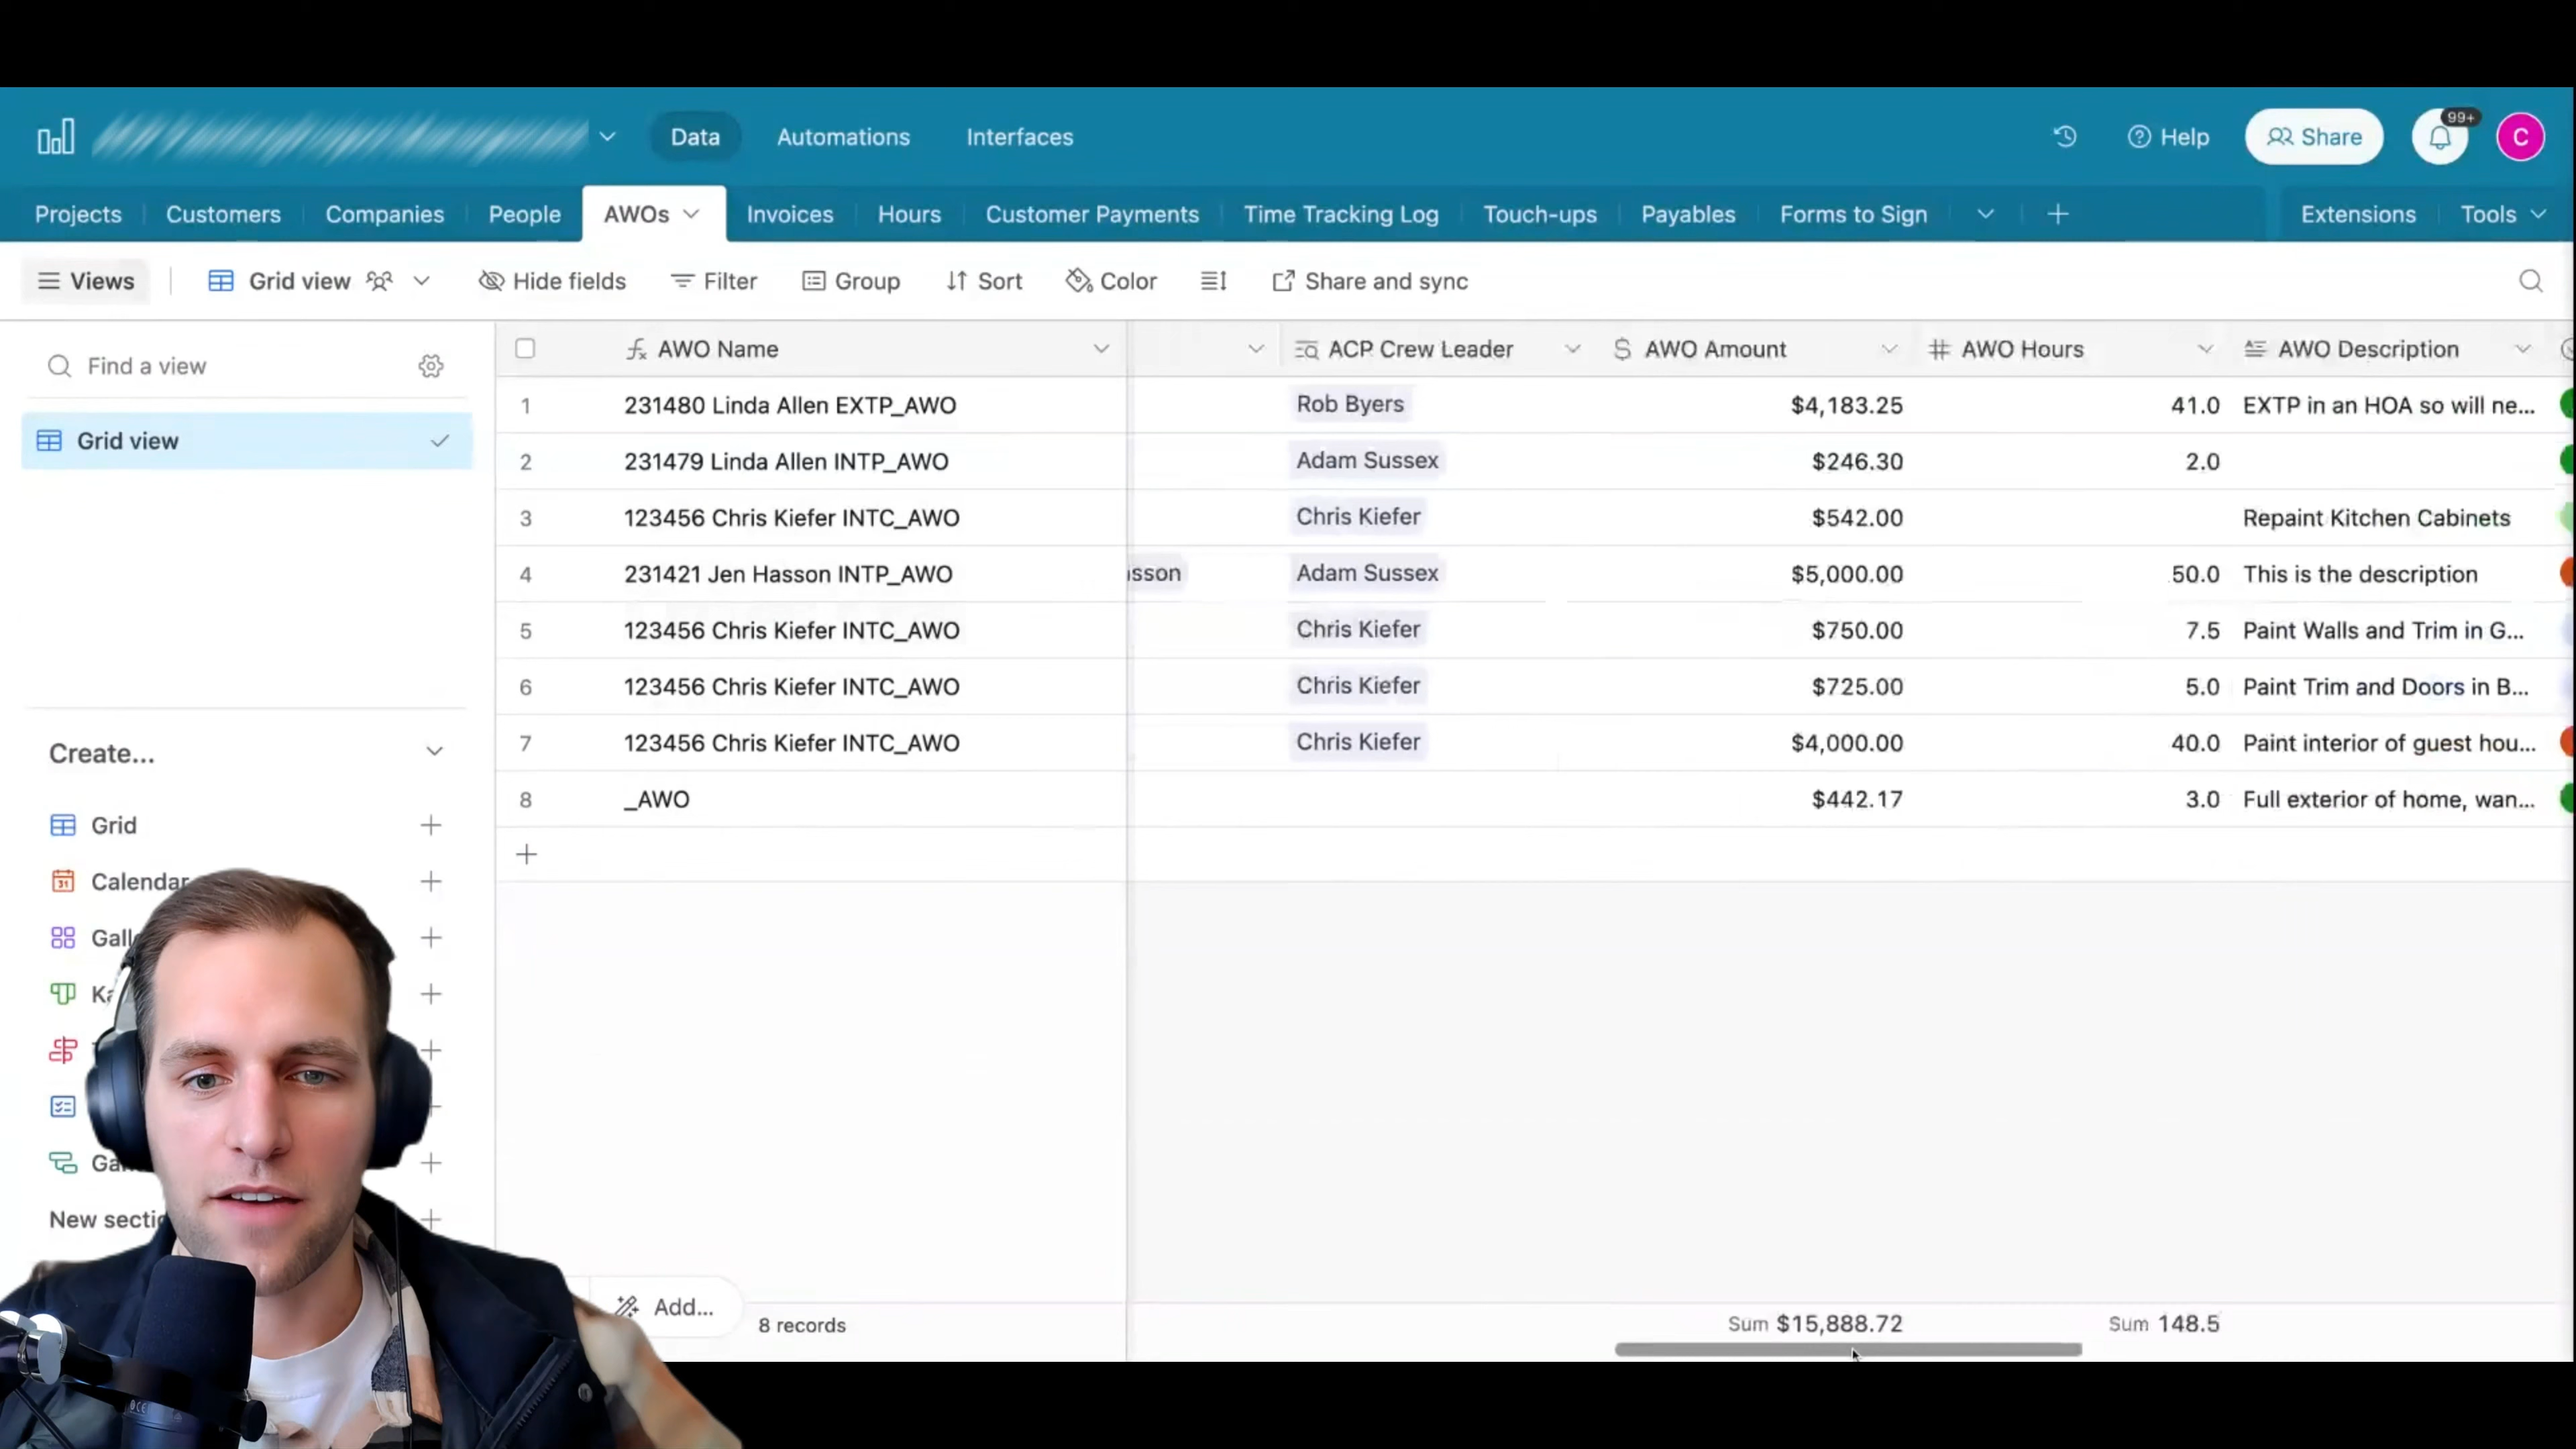 Data
Automations
Interfaces
Help
Share
99+
C
Projects
Customers
Companies
People
AWOs
Invoices
Hours
Customer Payments
Time Tracking Log
Touch-ups
Payables
Forms to Sign
Extensions
Tools
Views
Grid view
Hide fields
Filter
Group
Sort
Color
Share and sync
Find a view
Grid view
Create...
Grid
Calendar
New
AWO Name
ACP Crew Leader
AWO Amount
AWO Hours
AWO Description
1 231480 Linda Allen EXTP_AWO Rob Byers $4,183.25 41.0 EXTP in an HOA so will ne...
2 231479 Linda Allen INTP_AWO Adam Sussex $246.30 2.0
3 123456 Chris Kiefer INTC_AWO Chris Kiefer $542.00 Repaint Kitchen Cabinets
4 231421 Jen Hasson INTP_AWO sson Adam Sussex $5,000.00 50.0 This is the description
5 123456 Chris Kiefer INTC_AWO Chris Kiefer $750.00 7.5 Paint Walls and Trim in G...
6 123456 Chris Kiefer INTC_AWO Chris Kiefer $725.00 5.0 Paint Trim and Doors in B...
7 123456 Chris Kiefer INTC_AWO Chris Kiefer $4,000.00 40.0 Paint interior of guest hou...
8 _AWO $442.17 3.0 Full exterior of home, wan...
Add...
8 records
Sum $15,888.72
Sum 148.5